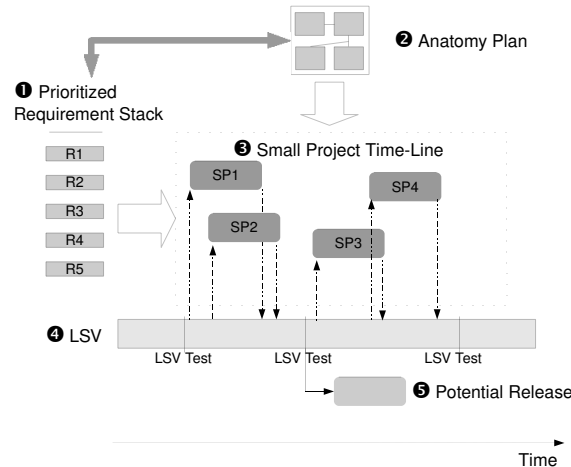 ❷ Anatomy Plan
❶ Prioritized
Requirement Stack
❸ Small Project Time-Line
R1
R2
R3
R4
R5
SP1
SP2
SP3
SP4
❹ LSV
LSV Test
LSV Test
LSV Test
❺ Potential Release
Time